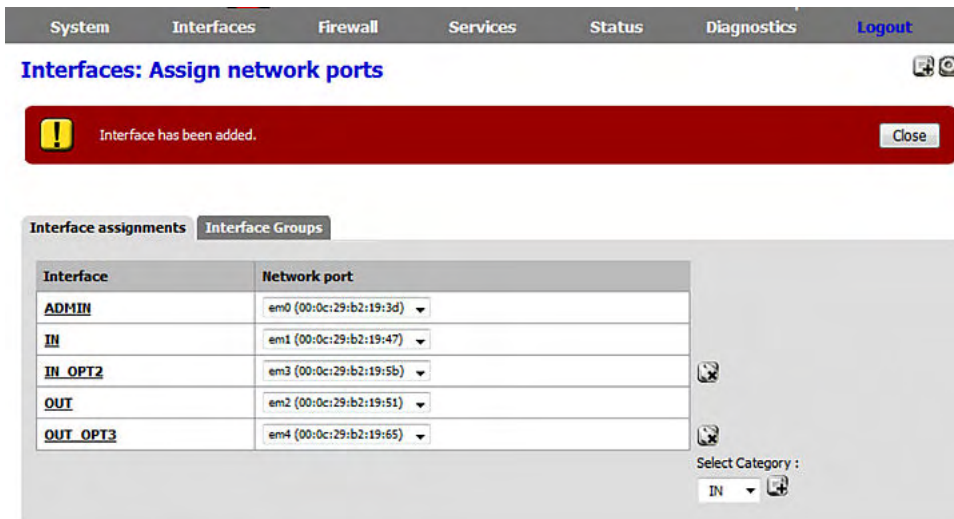 System Interfaces Firewall Services Status Diagnostics Logout
Interfaces: Assign network ports
Interface has been added.
Close
Interface assignments Interface Groups
Interface Network port
ADMIN em0 (00:0c:29:b2:19:3d)
IN em1 (00:0c:29:b2:19:47)
IN_OPT2 em3 (00:0c:29:b2:19:5b)
OUT em2 (00:0c:29:b2:19:51)
OUT_OPT3 em4 (00:0c:29:b2:19:65)
Select Category :
IN